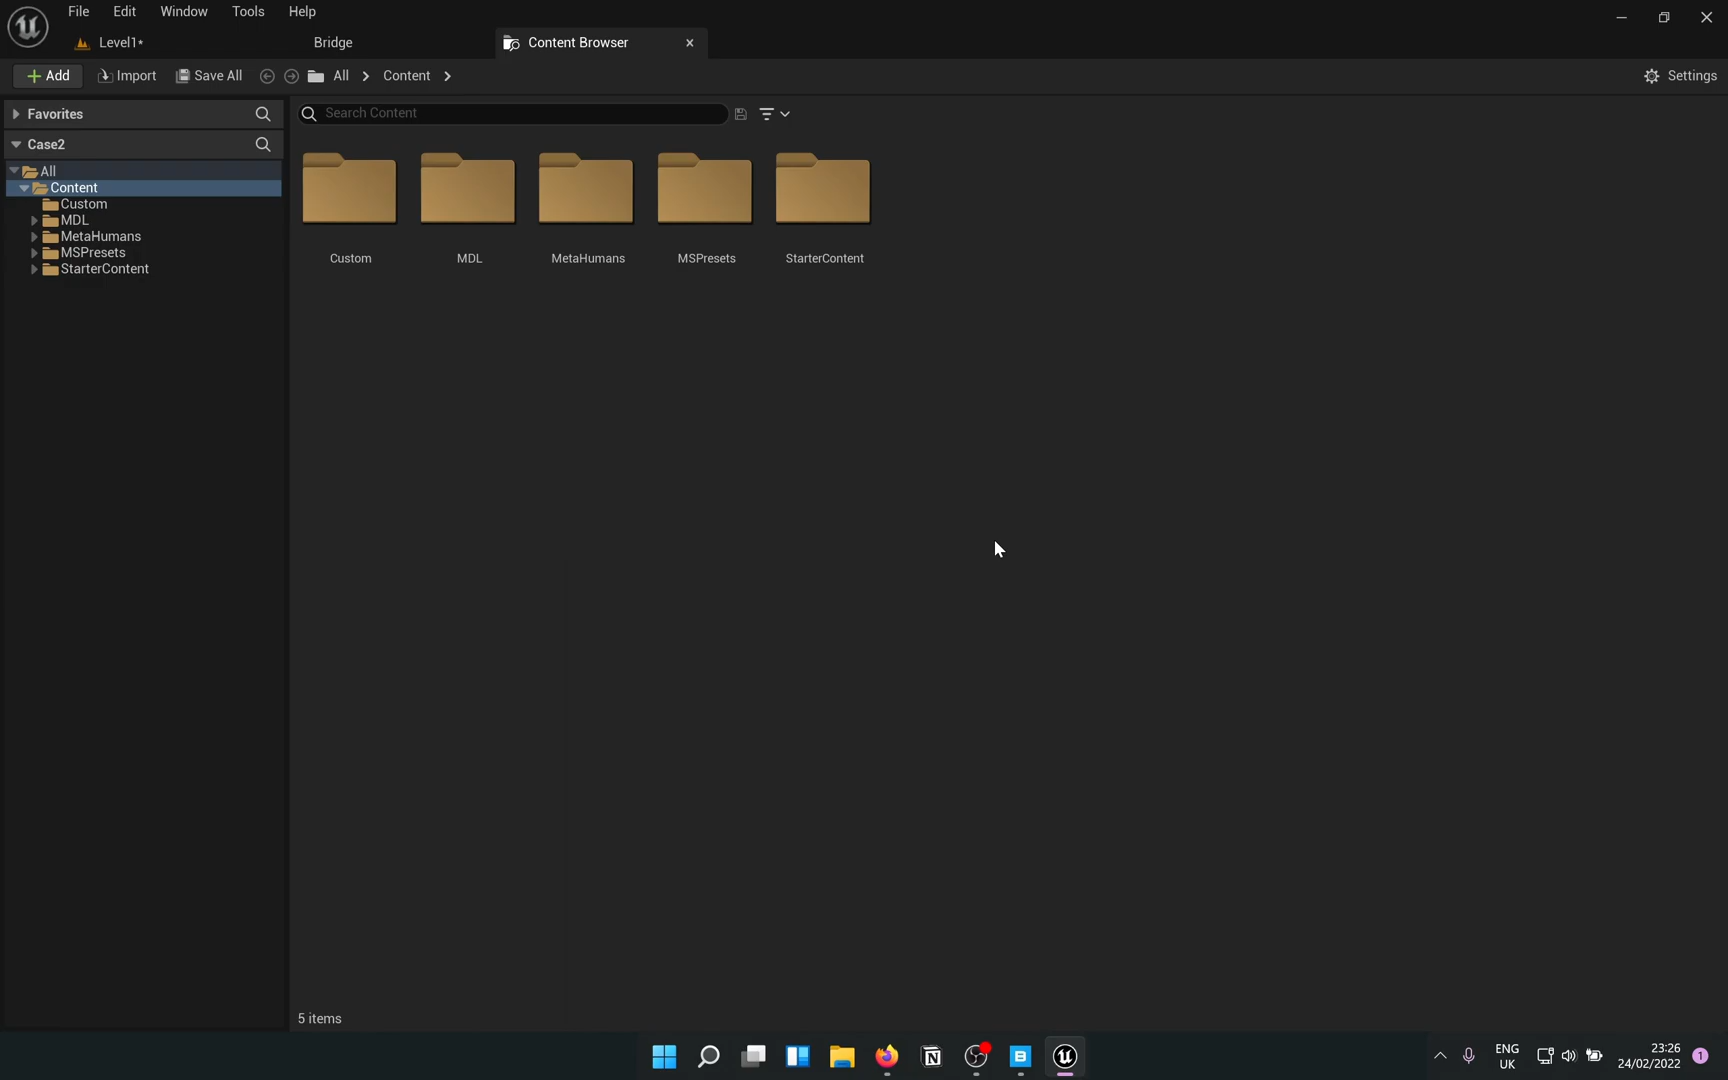 File Edit Window Tools Help
Level1* Bridge Content Browser
Add Import Save All All Content Settings
Favorites
Search Content
Case2
All
Content
Custom
MDL
MetaHumans
MSPresets
StarterContent
Custom MDL MetaHumans MSPresets StarterContent
5 items
ENG
UK
23:26
24/02/2022
1